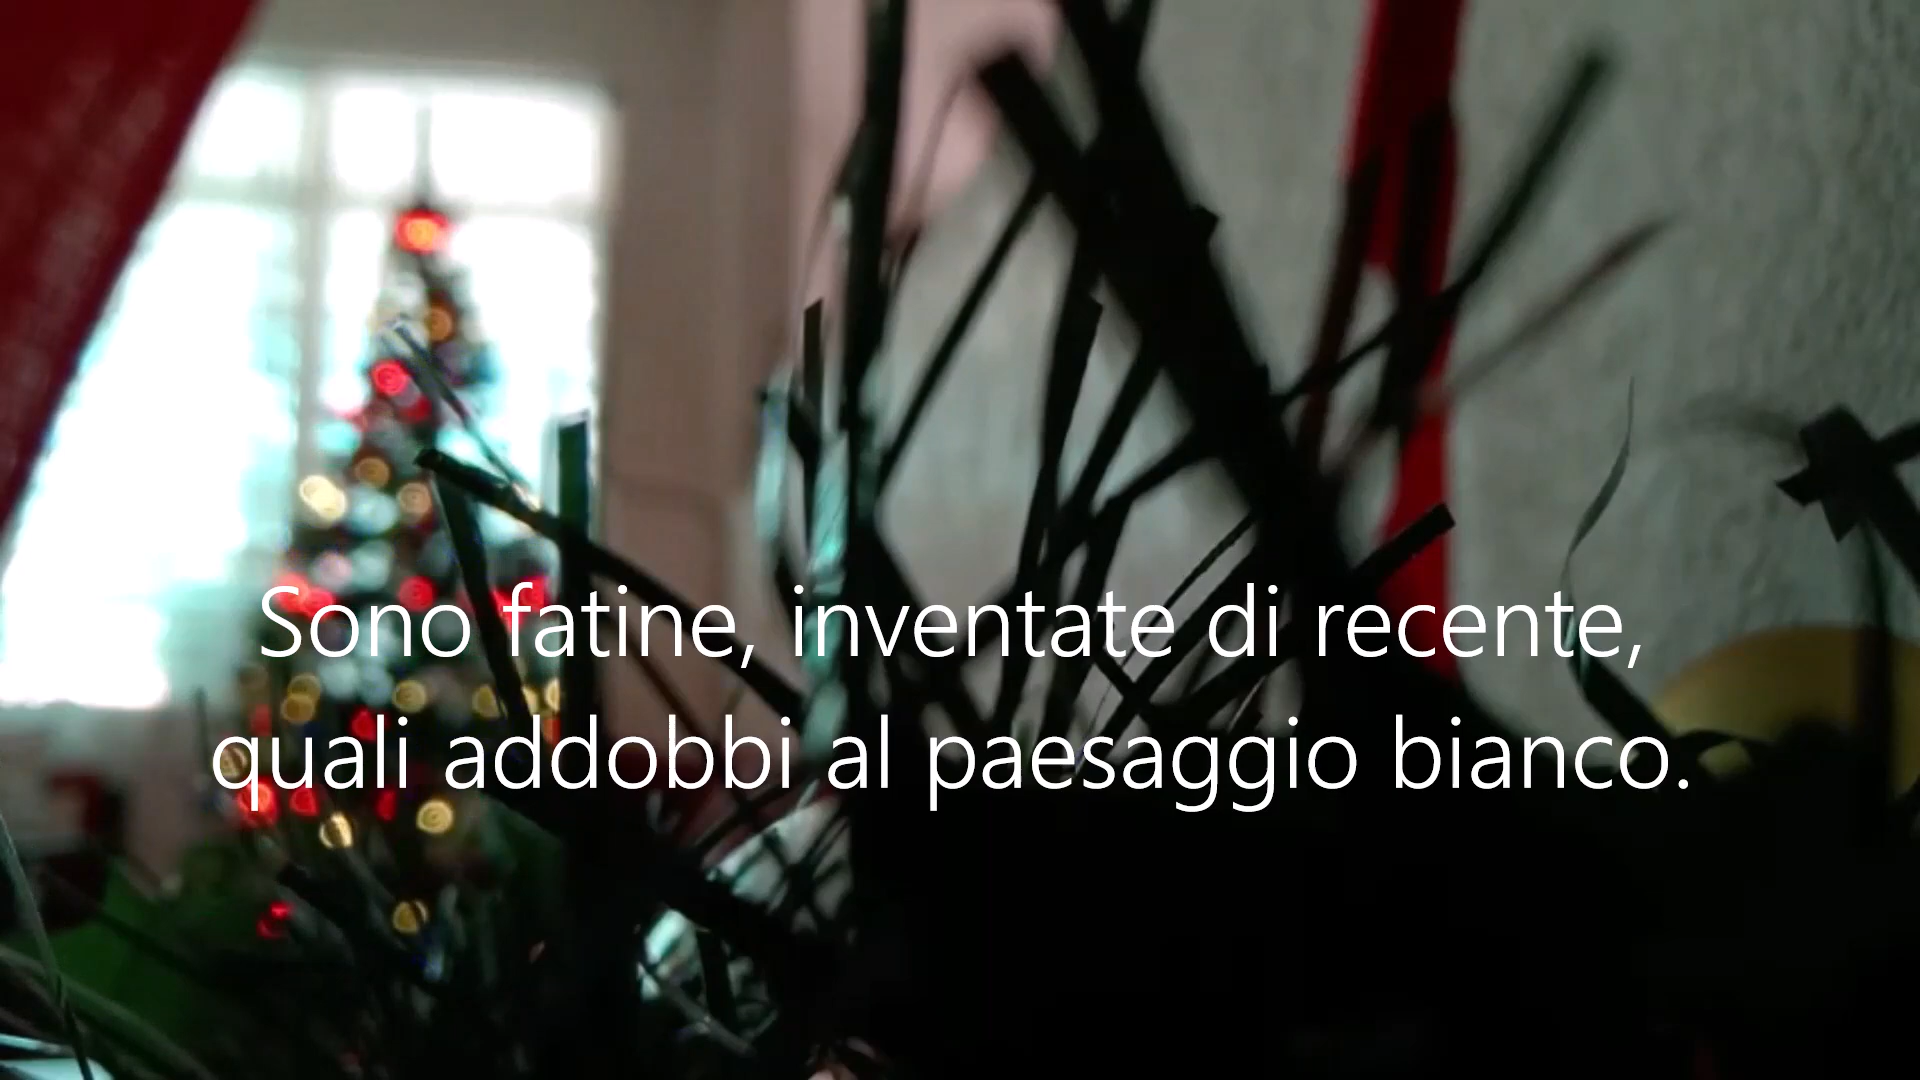 Sono fatine, inventate di recente,
quali addobbi al paesaggio bianco.